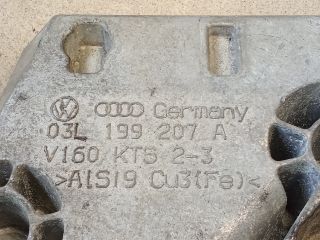 Germany
03L 199 207 A
V160 KTS 2-3
>AlSi9 Cu3(Fe)<